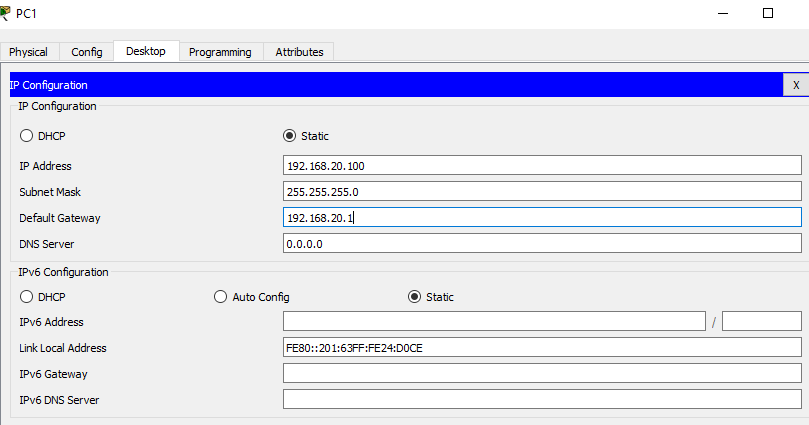 PC1
Physical Config Desktop Programming Attributes
IP Configuration X
IP Configuration
DHCP Static
IP Address 192.168.20.100
Subnet Mask 255.255.255.0
Default Gateway 192.168.20.1
DNS Server 0.0.0.0
IPv6 Configuration
DHCP Auto Config Static
IPv6 Address /
Link Local Address FE80::201:63FF:FE24:D0CE
IPv6 Gateway
IPv6 DNS Server